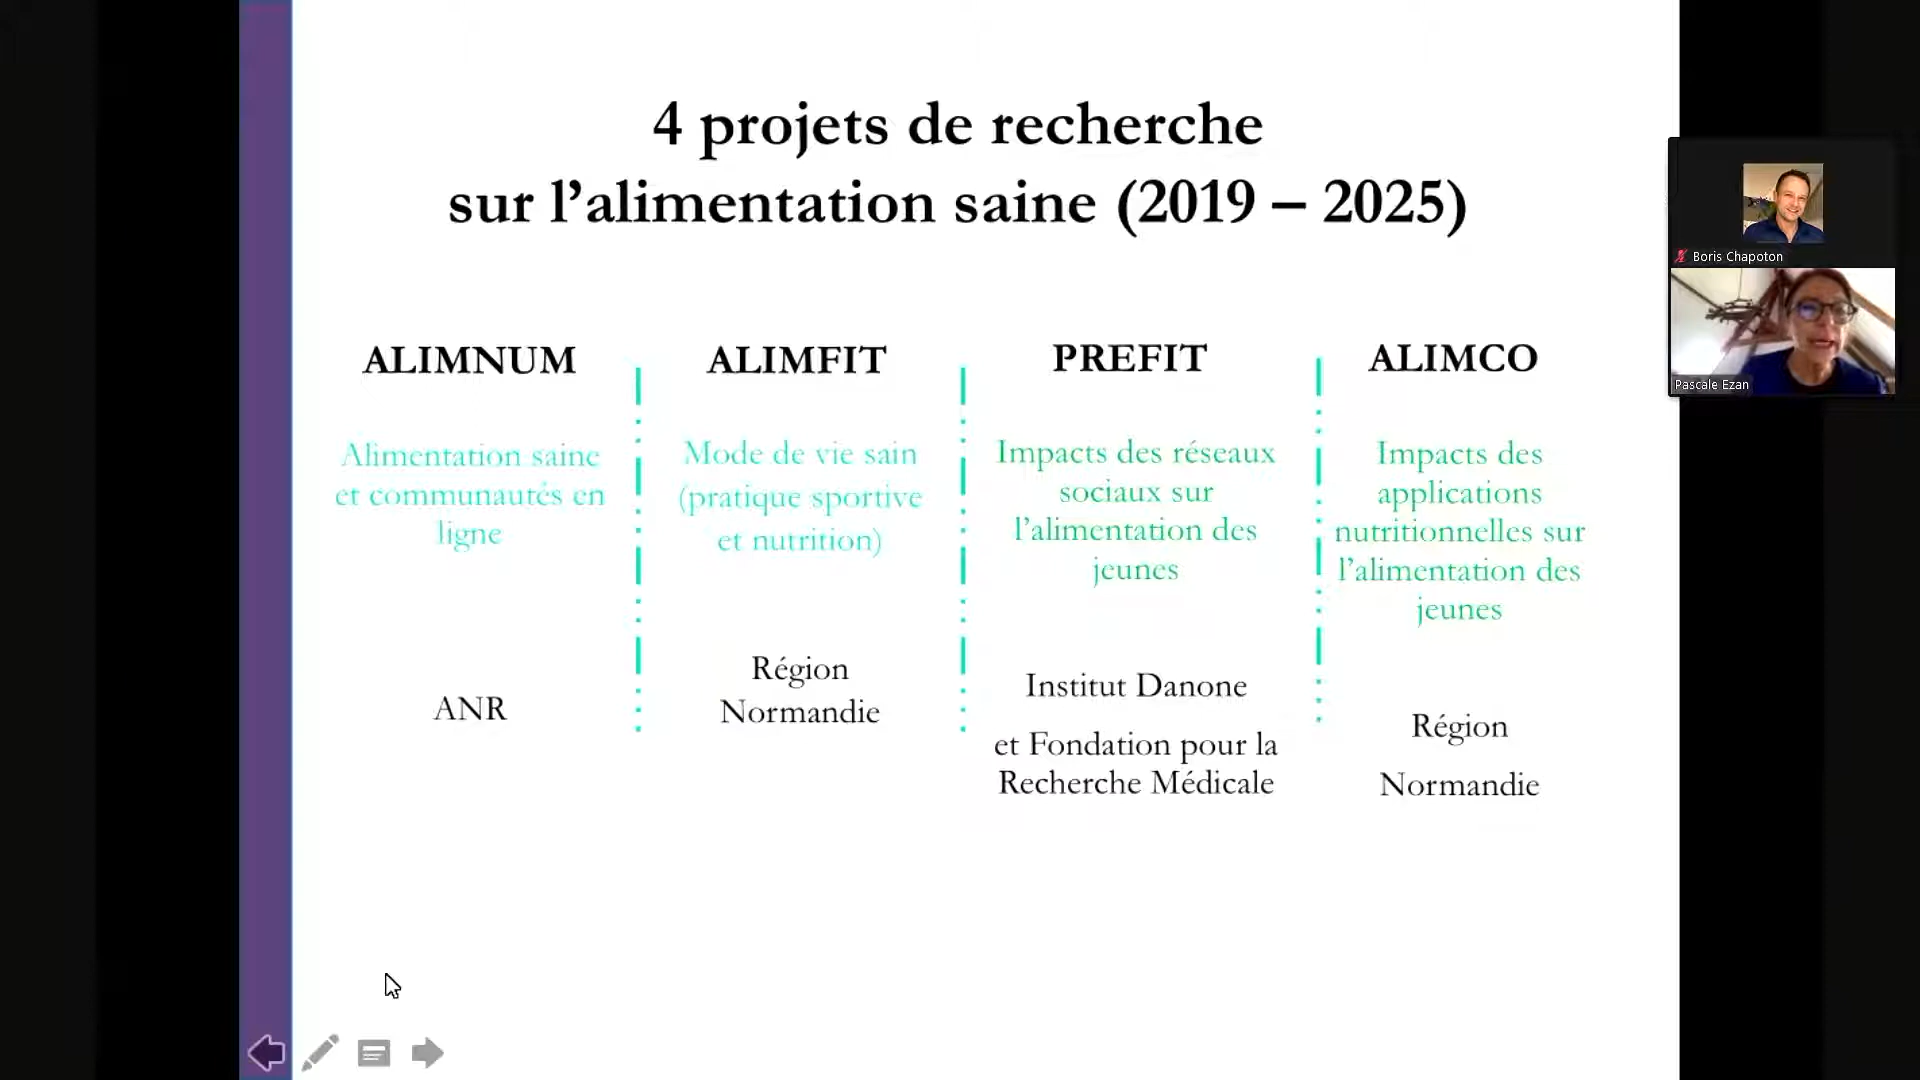 4 projets de recherche
sur l’alimentation saine (2019 – 2025)
ALIMNUM
Alimentation saine
et communautés en
ligne
ANR
ALIMFIT
Mode de vie sain
(pratique sportive
et nutrition)
Région
Normandie
PREFIT
Impacts des réseaux
sociaux sur
l’alimentation des
jeunes
Institut Danone
et Fondation pour la
Recherche Médicale
ALIMCO
Impacts des
applications
nutritionnelles sur
l’alimentation des
jeunes
Région
Normandie
Boris Chapoton
Pascale Ezan